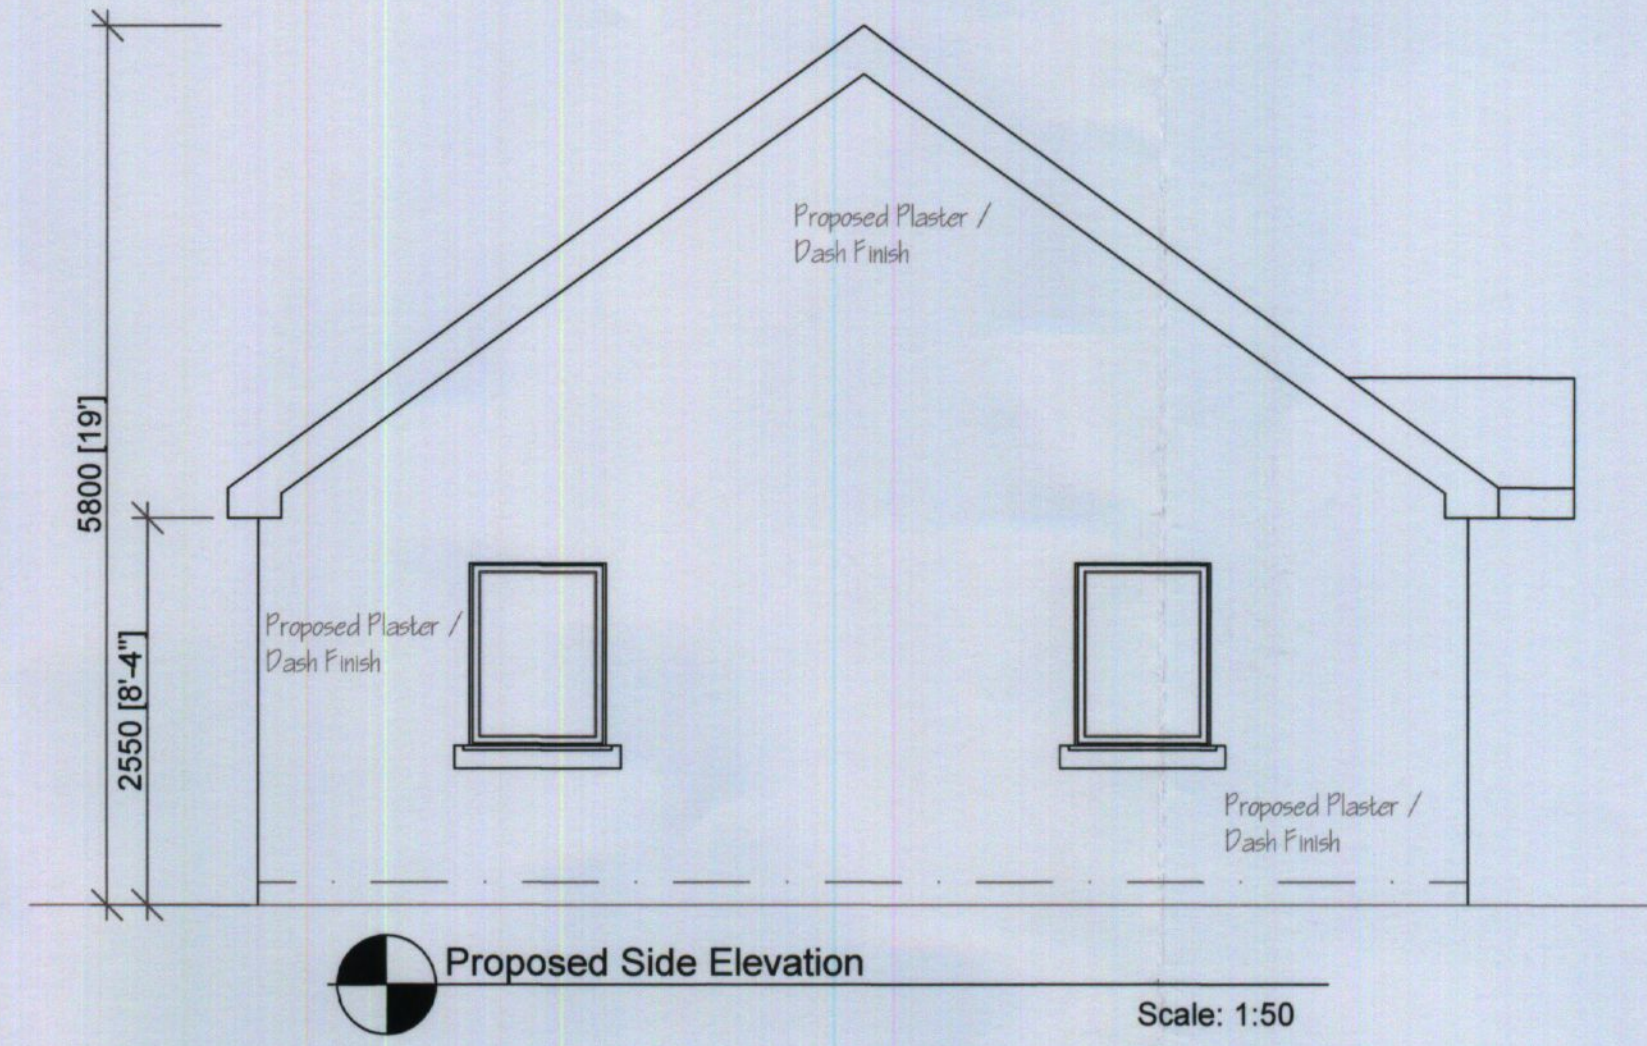 5800 [19']
2550 [8'-4"]
Proposed Plaster /
Dash Finish
Proposed Plaster /
Dash Finish
Proposed Plaster /
Dash Finish
Proposed Side Elevation
Scale: 1:50